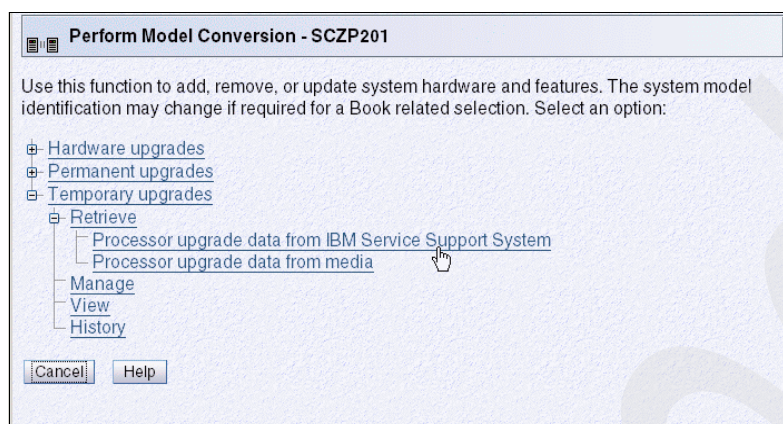 Perform Model Conversion - SCZP201
Use this function to add, remove, or update system hardware and features. The system model
identification may change if required for a Book related selection. Select an option:
Hardware upgrades
Permanent upgrades
Temporary upgrades
Retrieve
Processor upgrade data from IBM Service Support System
Processor upgrade data from media
Manage
View
History
Cancel Help